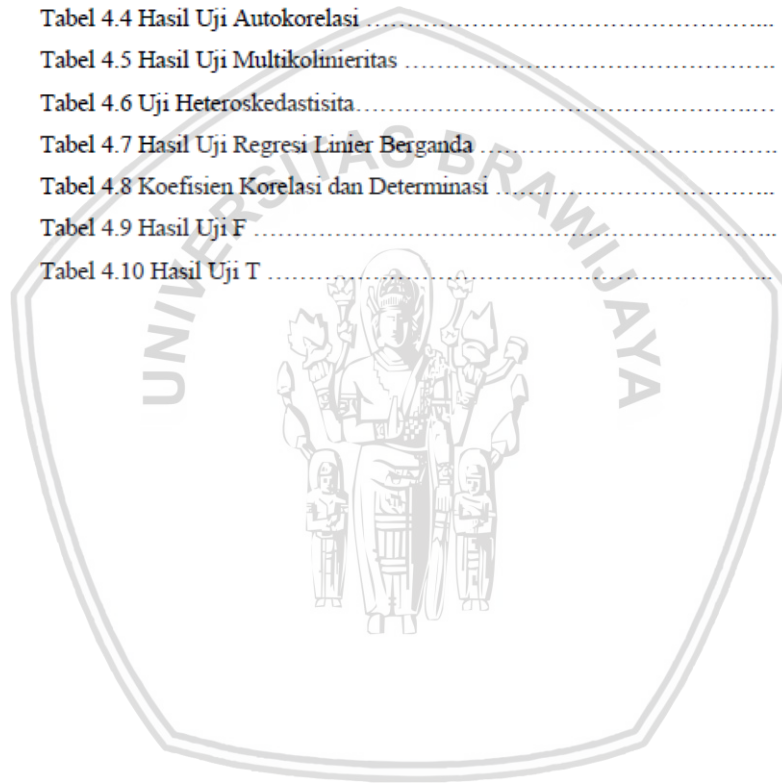 Tabel 4.4 Hasil Uji Autokorelasi ………………………………………………...
Tabel 4.5 Hasil Uji Multikolinieritas …………………………………………….
Tabel 4.6 Uji Heteroskedastisita……………………………………………….…
Tabel 4.7 Hasil Uji Regresi Linier Berganda …………………………………….
Tabel 4.8 Koefisien Korelasi dan Determinasi …………………………………..
Tabel 4.9 Hasil Uji F ……………………………………………………………..
Tabel 4.10 Hasil Uji T …………………………………………………………...
UNIVERSITAS BRAWIJAYA